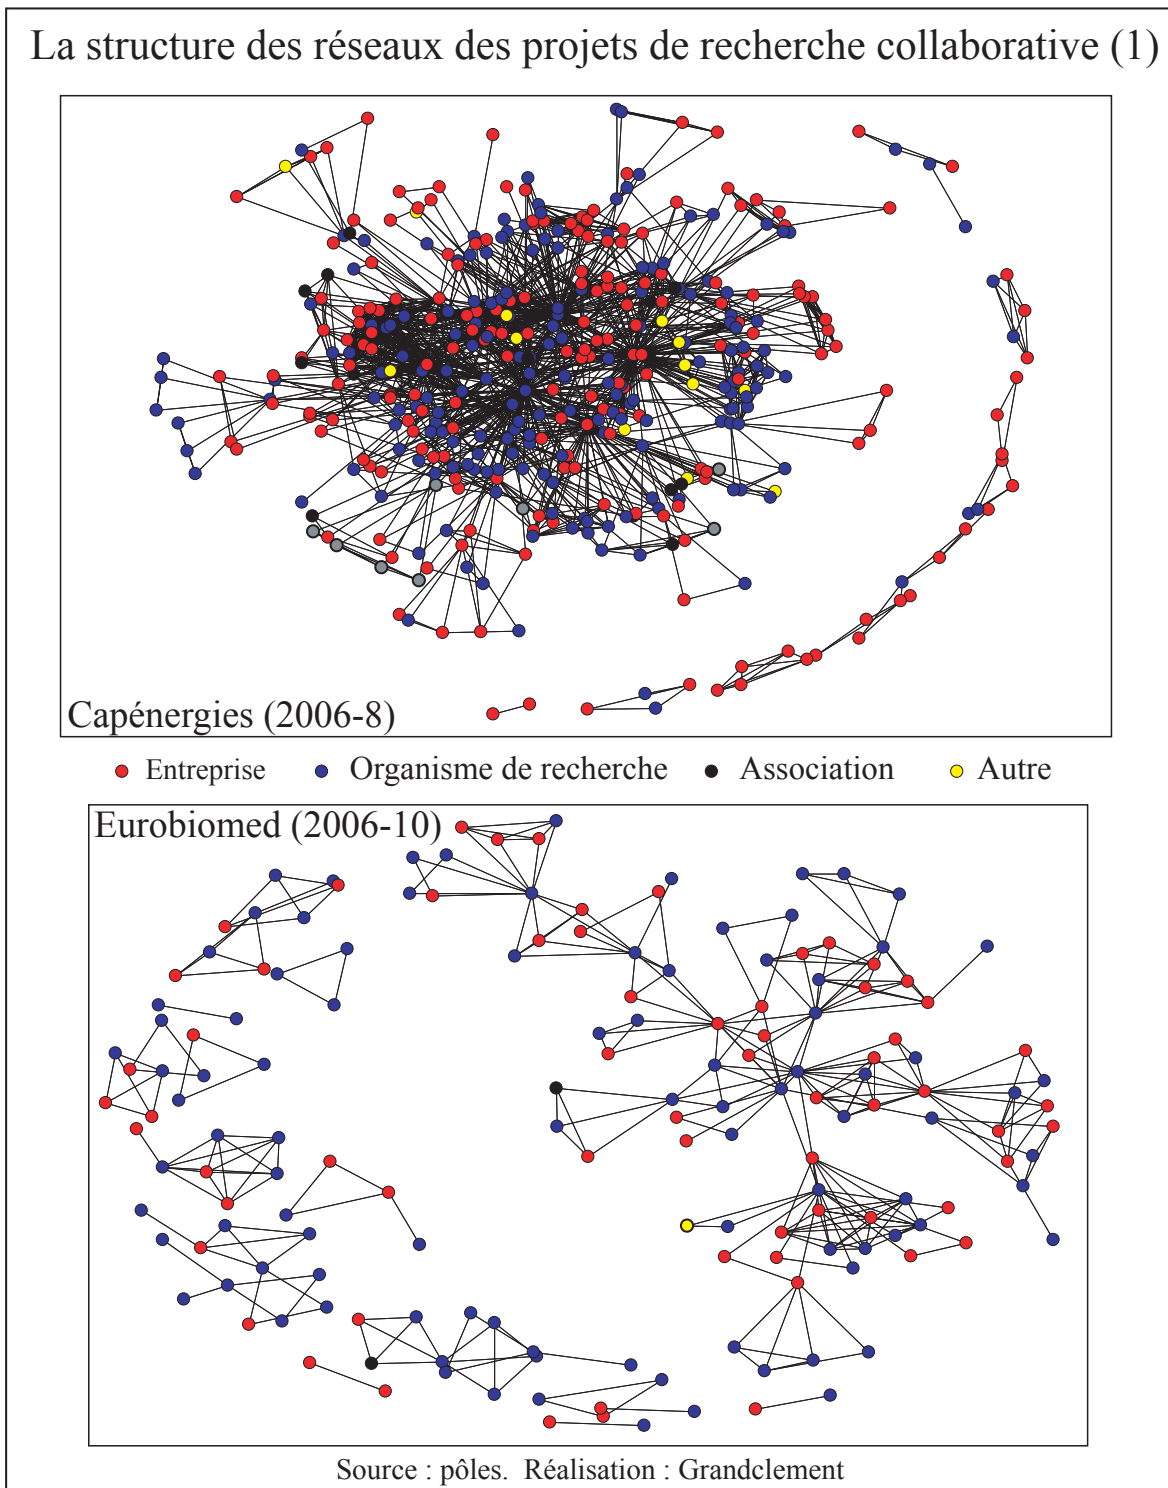 La structure des réseaux des projets de recherche collaborative (1)
Capénergies (2006-8)
Entreprise
Organisme de recherche
Association
Autre
Eurobiomed (2006-10)
Source : pôles. Réalisation : Grandclement